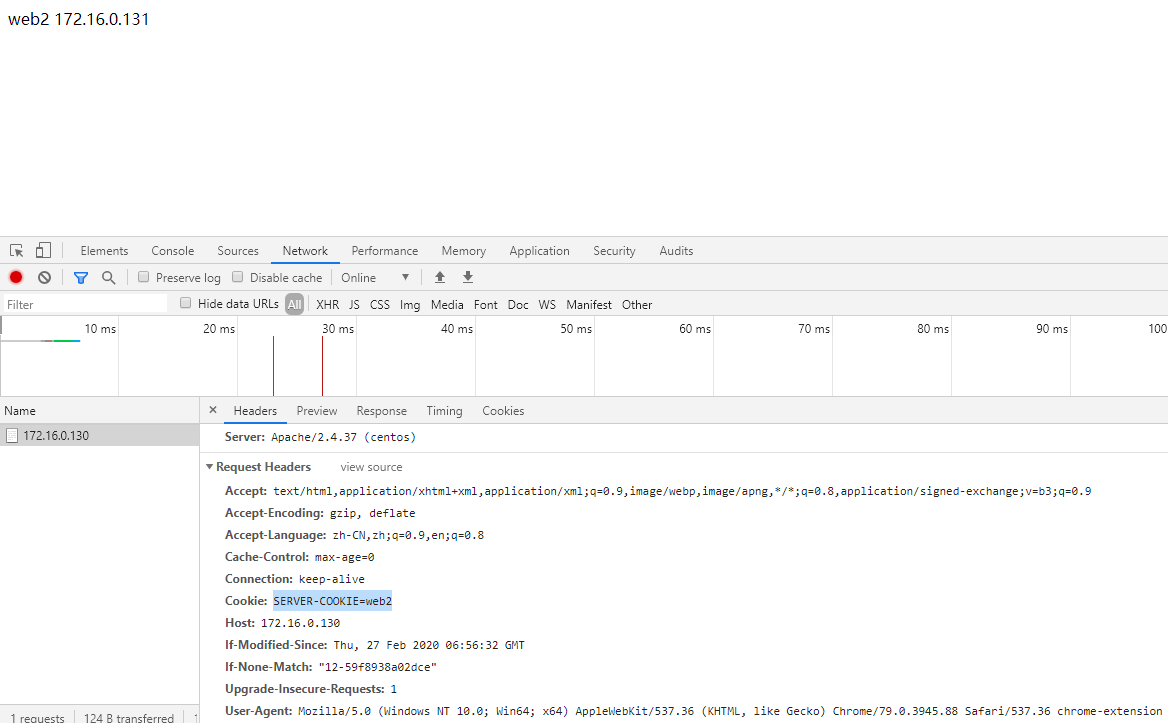 web2 172.16.0.131
Elements Console Sources Network Performance Memory Application Security Audits
Preserve log Disable cache Online
Filter Hide data URLs All XHR JS CSS Img Media Font Doc WS Manifest Other
10 ms 20 ms 30 ms 40 ms 50 ms 60 ms 70 ms 80 ms 90 ms 100
Name × Headers Preview Response Timing Cookies
172.16.0.130
Server: Apache/2.4.37 (centos)
Request Headers view source
Accept: text/html,application/xhtml+xml,application/xml;q=0.9,image/webp,image/apng,*/*;q=0.8,application/signed-exchange;v=b3;q=0.9
Accept-Encoding: gzip, deflate
Accept-Language: zh-CN,zh;q=0.9,en;q=0.8
Cache-Control: max-age=0
Connection: keep-alive
Cookie: SERVER-COOKIE=web2
Host: 172.16.0.130
If-Modified-Since: Thu, 27 Feb 2020 06:56:32 GMT
If-None-Match: "12-59f8938a02dce"
Upgrade-Insecure-Requests: 1
User-Agent: Mozilla/5.0 (Windows NT 10.0; Win64; x64) AppleWebKit/537.36 (KHTML, like Gecko) Chrome/79.0.3945.88 Safari/537.36 chrome-extension
1 requests 124 B transferred